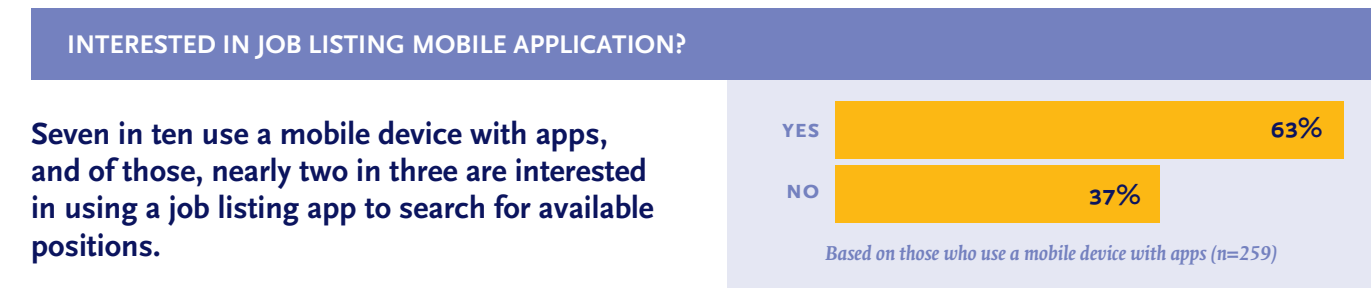 INTERESTED IN JOB LISTING MOBILE APPLICATION?
Seven in ten use a mobile device with apps,
and of those, nearly two in three are interested
in using a job listing app to search for available
positions.
YES 63%
NO 37%
Based on those who use a mobile device with apps (n=259)